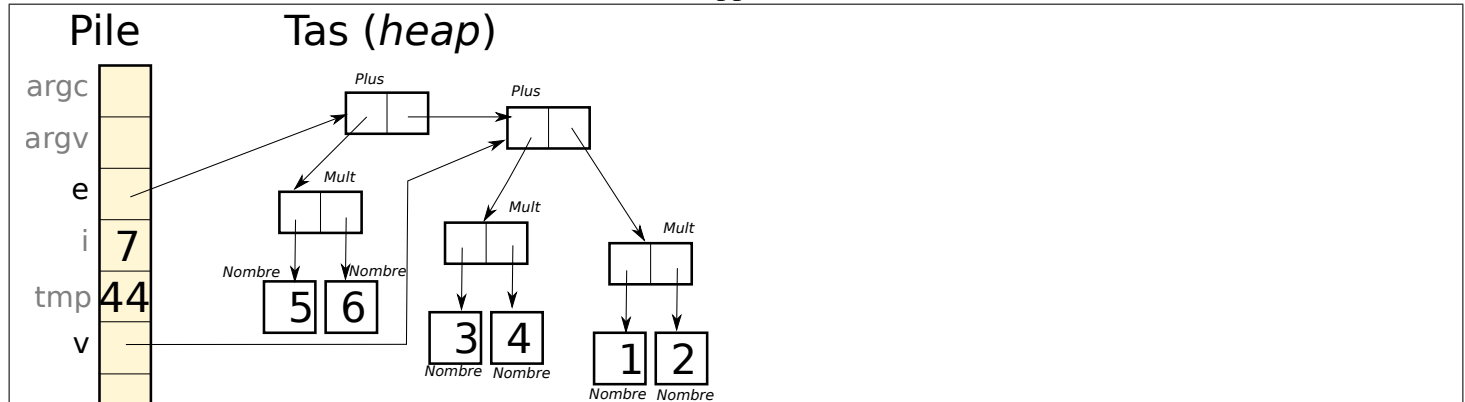 Pile
Tas (heap)
argc
argv
e
i
7
tmp
44
v
Plus
Plus
Mult
Mult
Mult
Nombre
Nombre
5
6
3
4
Nombre
Nombre
1
2
Nombre
Nombre